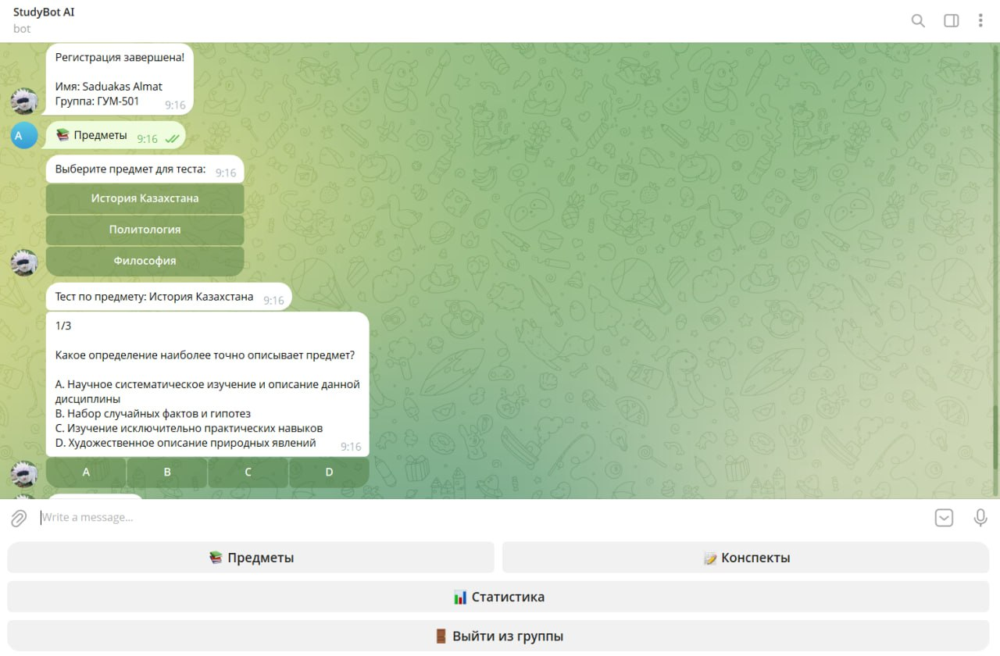 StudyBot AI
bot
Регистрация завершена!
Имя: Saduakas Almat
Группа: ГУМ-501 9:16
A
📚 Предметы 9:16
Выберите предмет для теста: 9:16
История Казахстана
Политология
Философия
Тест по предмету: История Казахстана 9:16
1/3
Какое определение наиболее точно описывает предмет?
A. Научное систематическое изучение и описание данной
дисциплины
B. Набор случайных фактов и гипотез
C. Изучение исключительно практических навыков
D. Художественное описание природных явлений 9:16
A B C D
Write a message...
📚 Предметы 📝 Конспекты
📊 Статистика
🚪 Выйти из группы